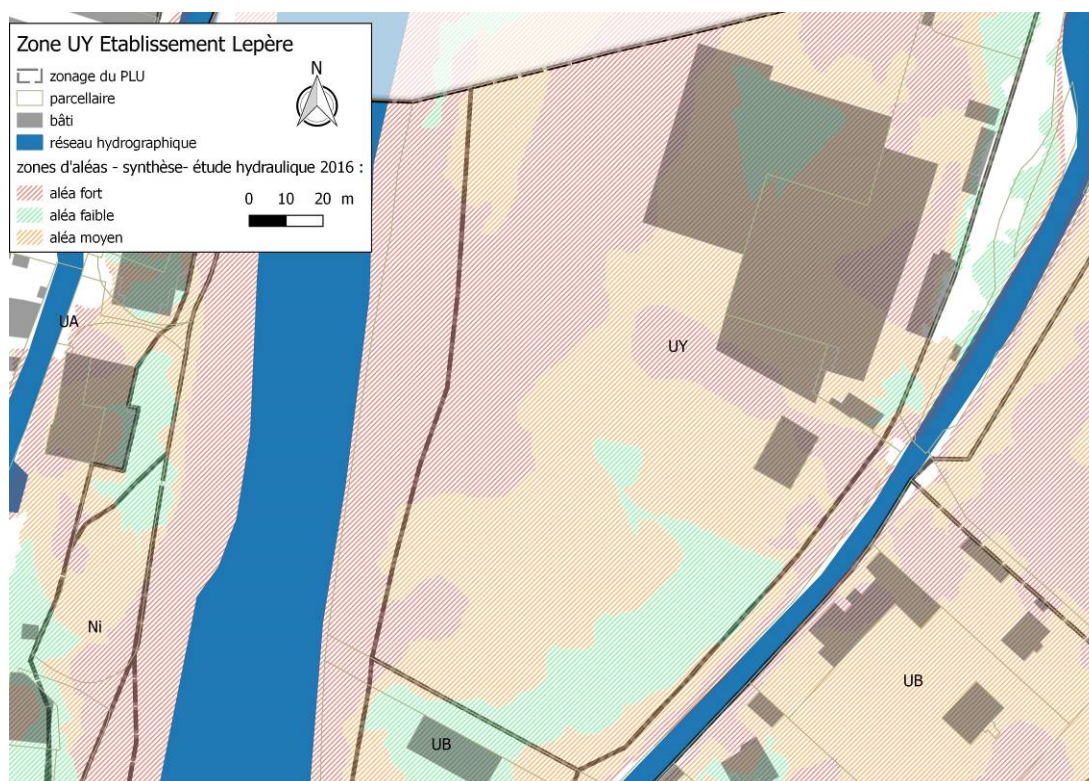 Zone UY Etablissement Lepère
N
zonage du PLU
parcellaire
bâti
réseau hydrographique
zones d'aléas - synthèse- étude hydraulique 2016 :
aléa fort
aléa faible
aléa moyen
0 10 20 m
UA
UY
Ni
UB
UB